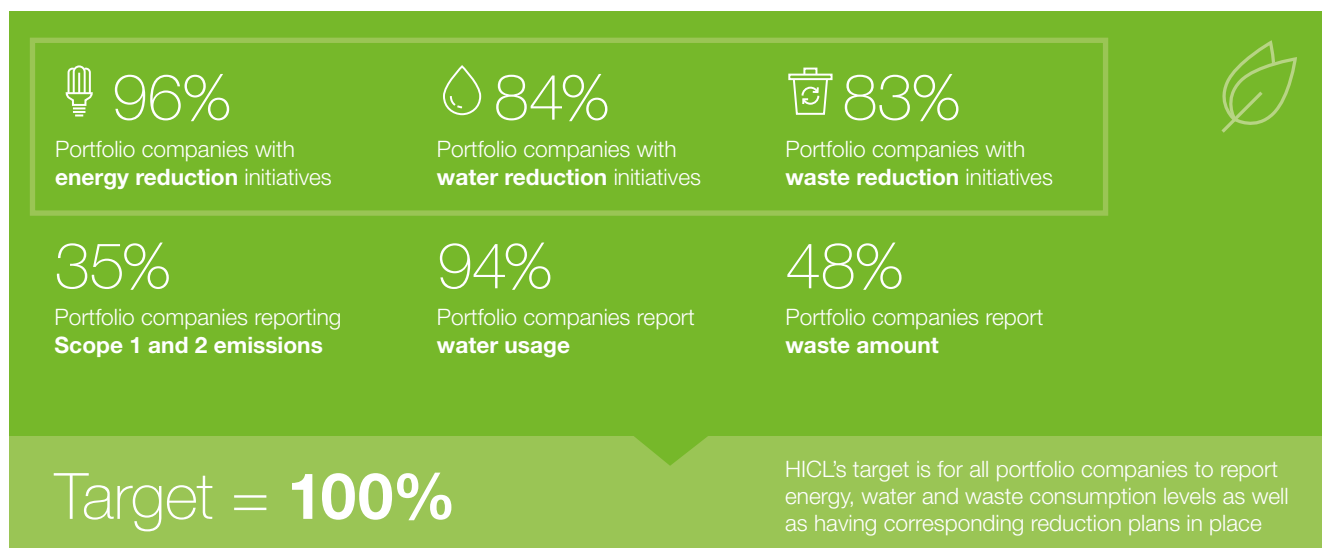 96%
Portfolio companies with
energy reduction initiatives
84%
Portfolio companies with
water reduction initiatives
83%
Portfolio companies with
waste reduction initiatives
35%
Portfolio companies reporting
Scope 1 and 2 emissions
94%
Portfolio companies report
water usage
48%
Portfolio companies report
waste amount
Target = 100%
HICL's target is for all portfolio companies to report
energy, water and waste consumption levels as well
as having corresponding reduction plans in place